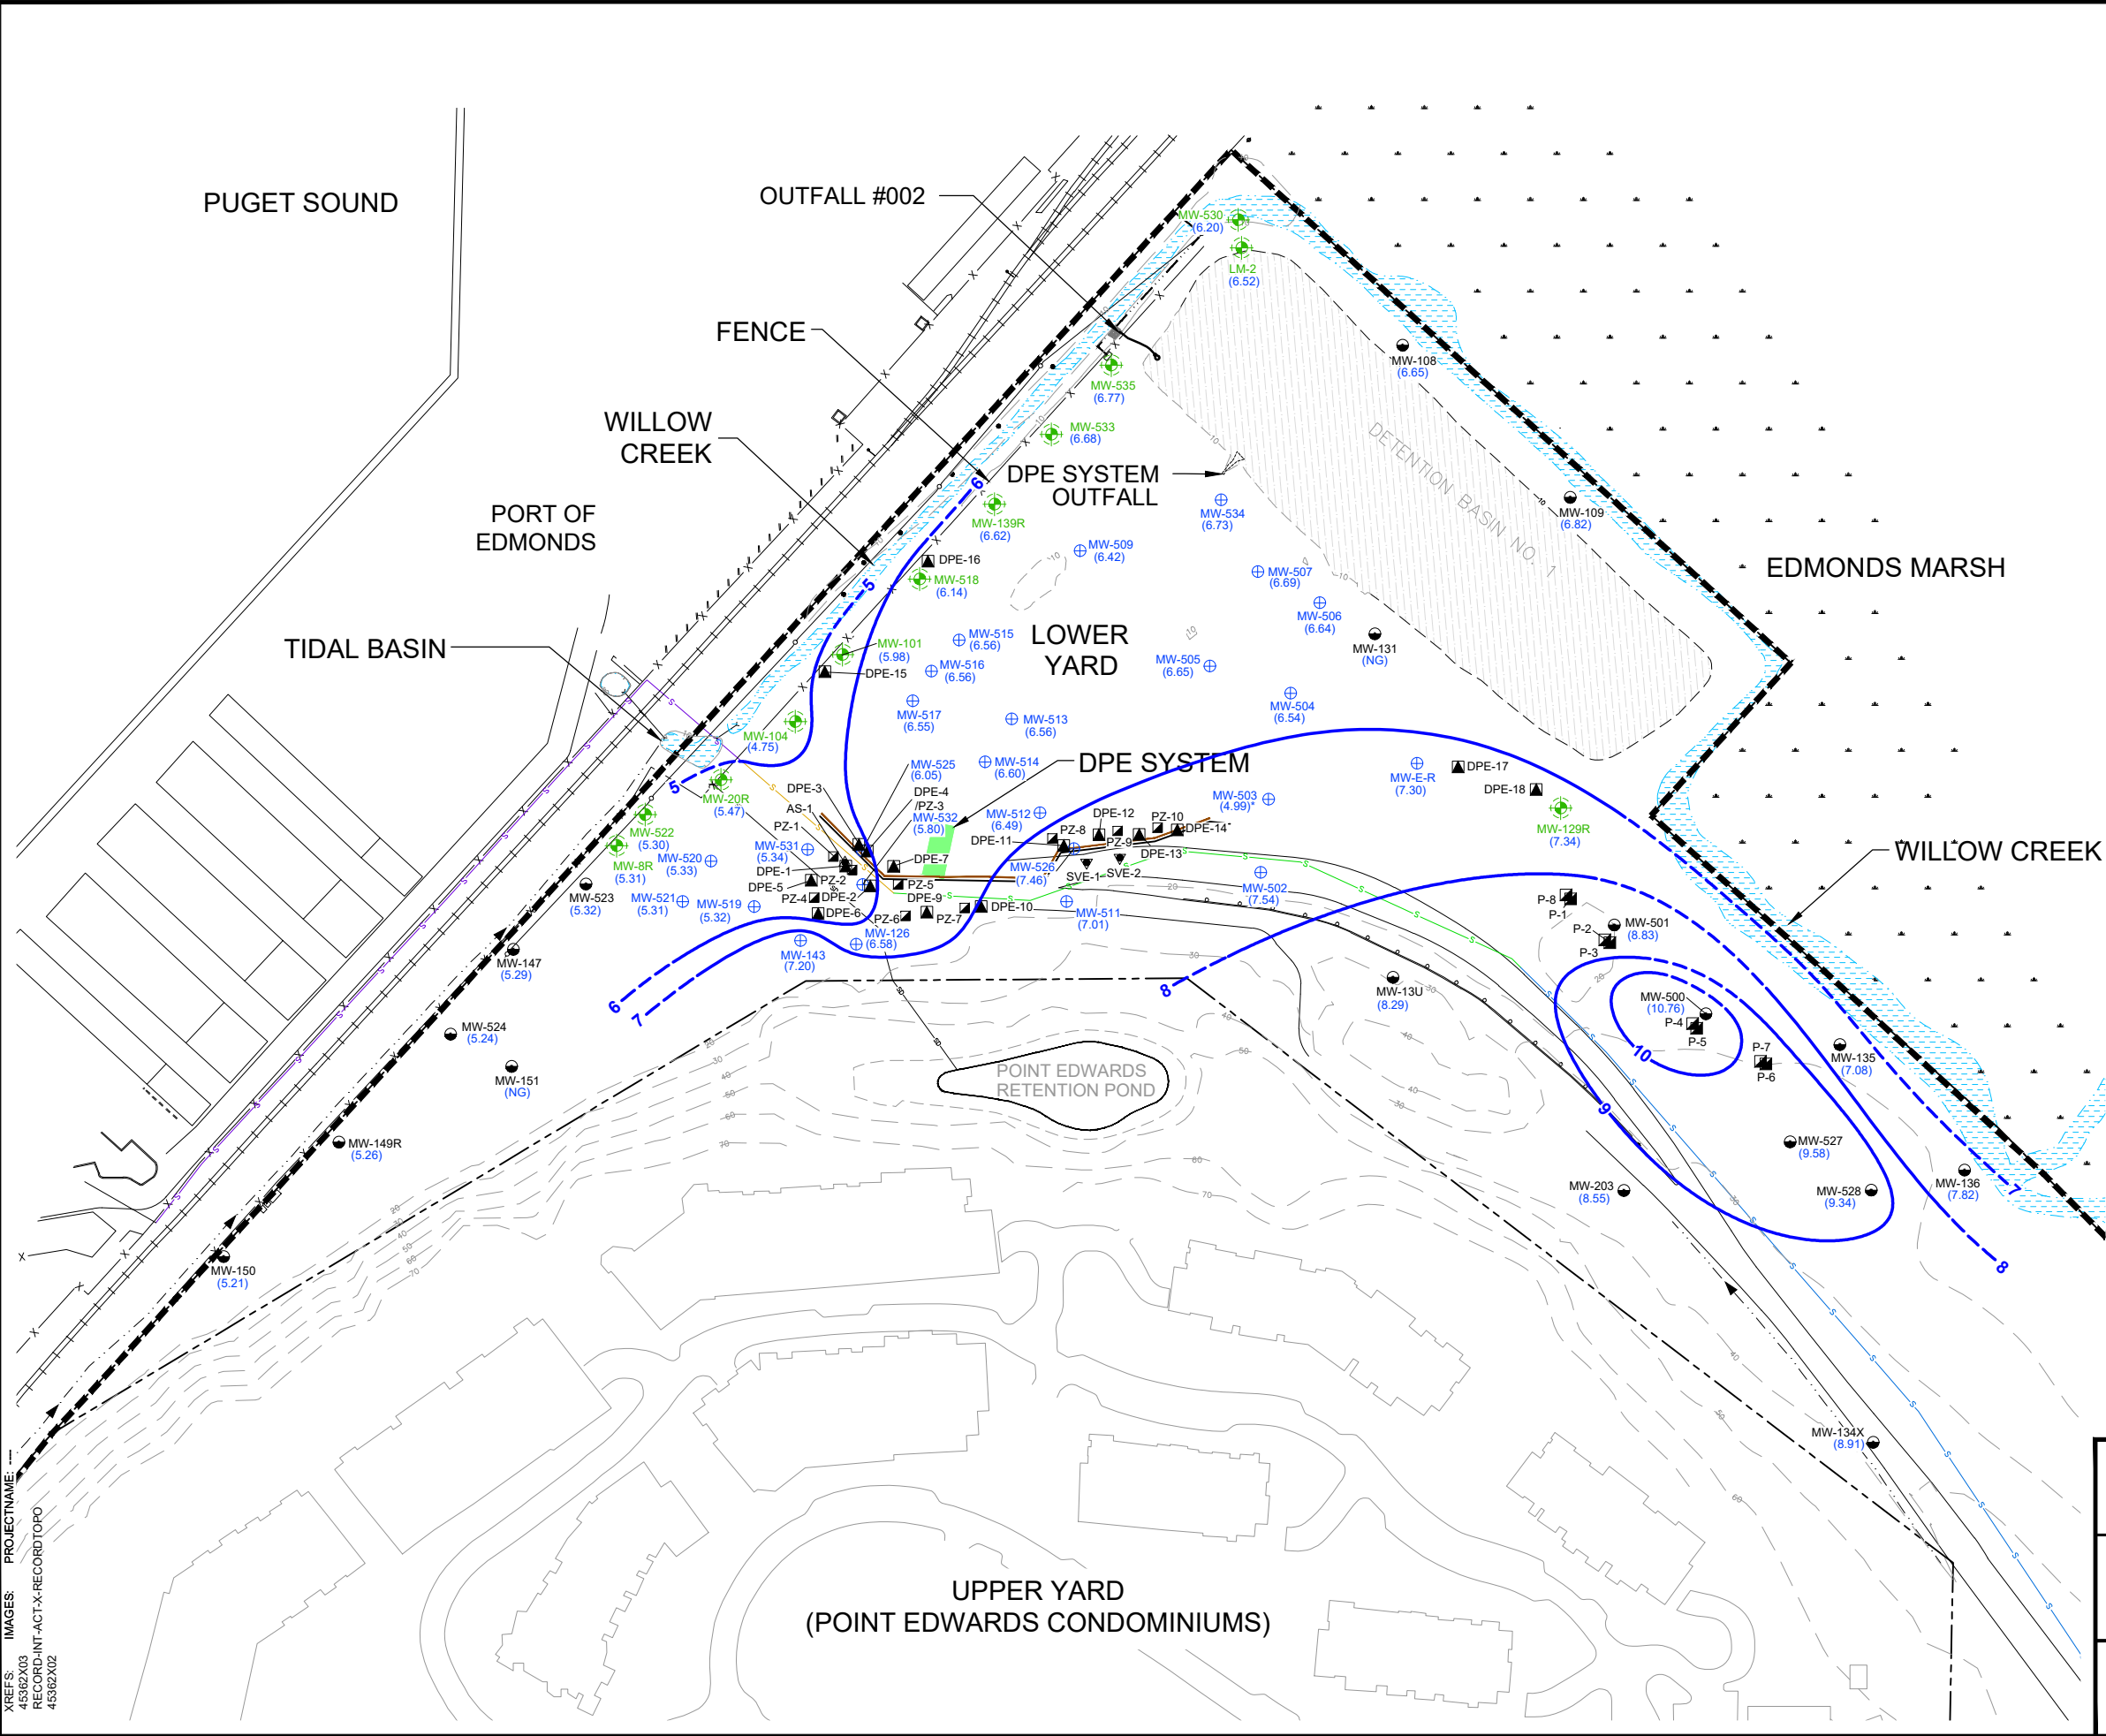 PUGET SOUND
OUTFALL #002
MW-530
(6.20)
LM-2
(6.52)
FENCE
MW-108
(6.65)
MW-535
(6.77)
WILLOW
CREEK
MW-533
(6.68)
DETENTION BASIN NO. 1
DPE SYSTEM
OUTFALL
6
MW-109
(6.82)
PORT OF
EDMONDS
MW-139R
(6.62)
MW-534
(6.73)
MW-509
(6.42)
DPE-16
MW-507
(6.69)
EDMONDS MARSH
MW-518
(6.14)
5
MW-506
(6.64)
TIDAL BASIN
MW-101
(5.98)
MW-515
(6.56)
LOWER
YARD
MW-131
(NG)
DPE-15
MW-516
(6.56)
MW-505
(6.65)
MW-517
(6.55)
MW-513
(6.56)
MW-504
(6.54)
MW-104
(4.75)
MW-525
(6.05)
MW-514
(6.60)
DPE SYSTEM
MW-E-R
(7.30)
DPE-17
5
DPE-3
DPE-4
/PZ-3
DPE-18
MW-20R
(5.47)
AS-1
MW-532
(5.80)
MW-512
(6.49)
MW-503
(4.99)*
DPE-12
PZ-10
MW-129R
(7.34)
PZ-1
PZ-8
DPE-14
MW-522
(5.30)
MW-531
(5.34)
DPE-11
PZ-9
DPE-13
WILLOW CREEK
MW-8R
(5.31)
MW-520
(5.33)
DPE-1
DPE-7
MW-526
(7.46)
SVE-1
SVE-2
DPE-5
PZ-2
PZ-5
MW-502
(7.54)
MW-523
(5.32)
MW-521
(5.31)
MW-519
(5.32)
PZ-4
DPE-2
DPE-9
P-8
P-1
DPE-6
PZ-6
PZ-7
DPE-10
MW-511
(7.01)
MW-501
(8.83)
P-2
P-3
MW-126
(6.58)
MW-143
(7.20)
MW-147
(5.29)
6
7
8
MW-13U
(8.29)
MW-500
(10.76)
P-4
P-5
10
MW-524
(5.24)
MW-135
(7.08)
P-7
P-6
MW-151
(NG)
POINT EDWARDS
RETENTION POND
9
MW-149R
(5.26)
MW-527
(9.58)
MW-203
(8.55)
MW-528
(9.34)
MW-136
(7.82)
7
MW-150
(5.21)
8
MW-134X
(8.91)
UPPER YARD
(POINT EDWARDS CONDOMINIUMS)
XREFS: IMAGES: PROJECTNAME: ----
45362X03
RECORD-INT-ACT-X-RECORDTOPO
45362X02